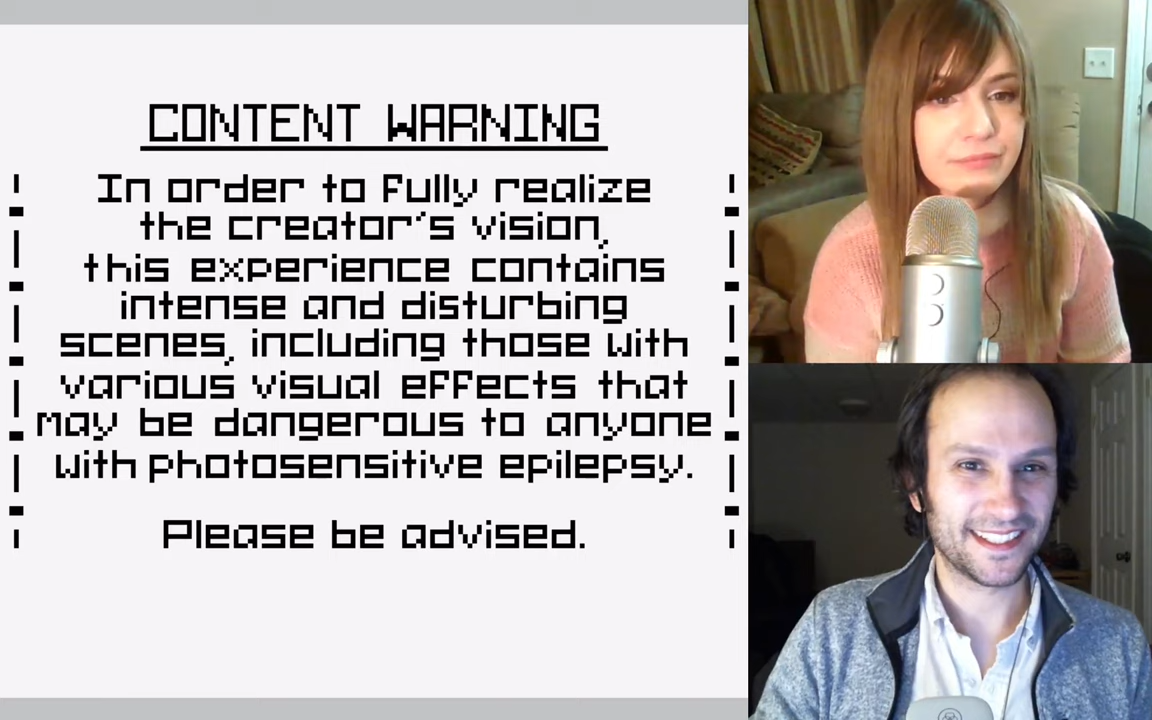 CONTENT WARNING
In order to fully realize
the creator's vision,
this experience contains
intense and disturbing
scenes, including those with
various visual effects that
may be dangerous to anyone
with photosensitive epilepsy.
Please be advised.